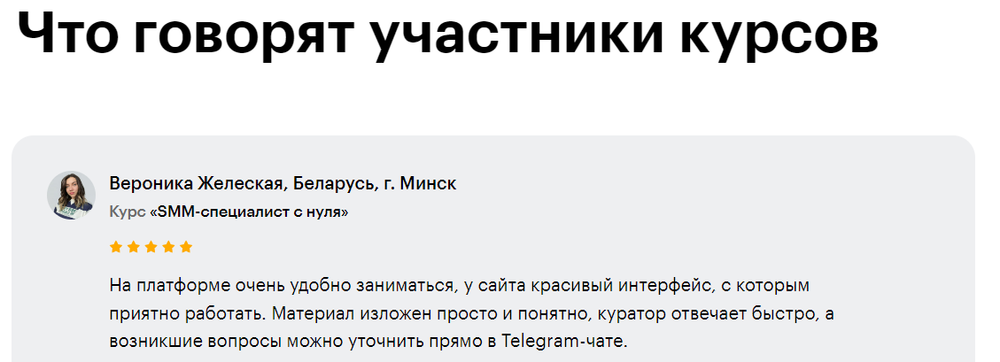 Что говорят участники курсов
Вероника Желеская, Беларусь, г. Минск
Курс «SMM-специалист с нуля»
На платформе очень удобно заниматься, у сайта красивый интерфейс, с которым
приятно работать. Материал изложен просто и понятно, куратор отвечает быстро, а
возникшие вопросы можно уточнить прямо в Telegram-чате.